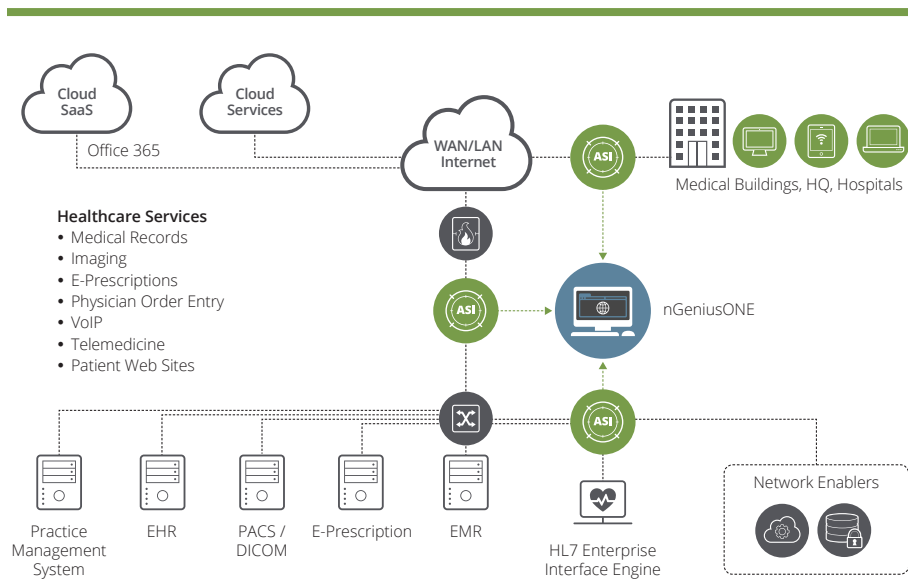 Cloud
SaaS
Cloud
Services
Office 365
WAN/LAN
Internet
ASI
Medical Buildings, HQ, Hospitals
Healthcare Services
• Medical Records
• Imaging
• E-Prescriptions
• Physician Order Entry
• VoIP
• Telemedicine
• Patient Web Sites
ASI
nGeniusONE
ASI
Practice
Management
System
EHR
PACS /
DICOM
E-Prescription
EMR
HL7 Enterprise
Interface Engine
Network Enablers